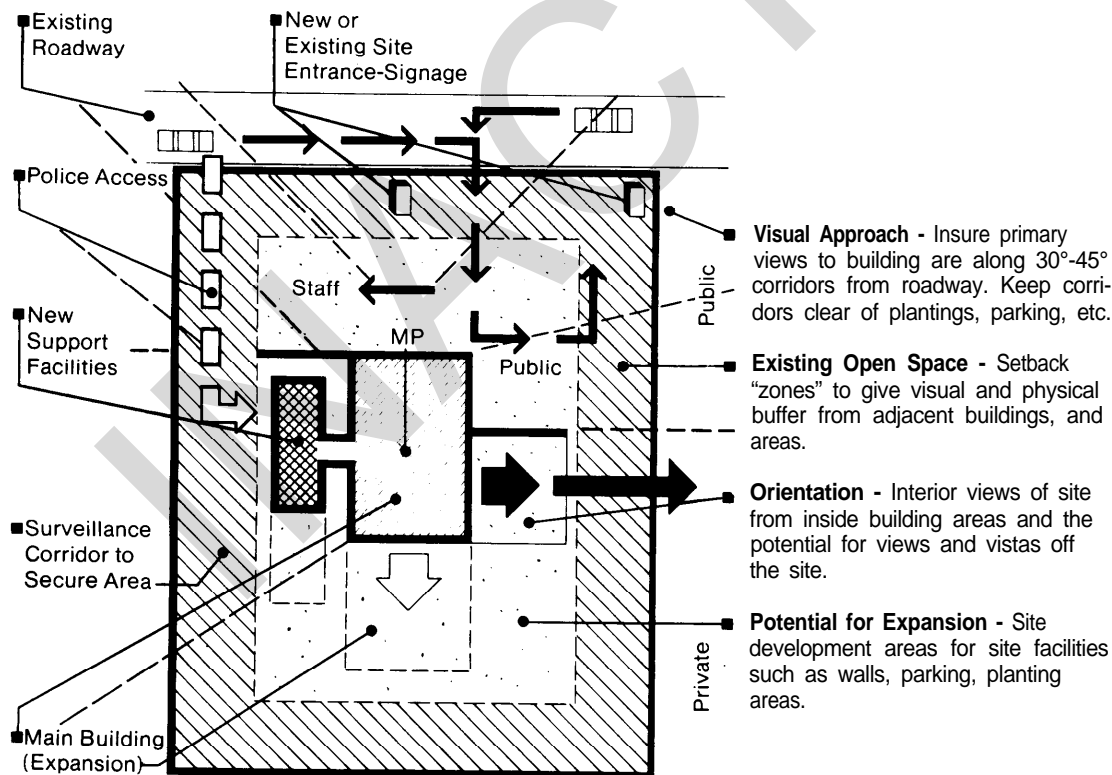 ■Existing
Roadway
■New or
Existing Site
Entrance-Signage
■Police Access
■New
Support
Facilities
■Surveillance
Corridor to
Secure Area
■Main Building
(Expansion)
Staff
MP
Public
Public
Private
■ Visual Approach - Insure primary
views to building are along 30°-45°
corridors from roadway. Keep corri-
dors clear of plantings, parking, etc.
■ Existing Open Space - Setback
“zones” to give visual and physical
buffer from adjacent buildings, and
areas.
■ Orientation - Interior views of site
from inside building areas and the
potential for views and vistas off
the site.
■ Potential for Expansion - Site
development areas for site facilities
such as walls, parking, planting
areas.